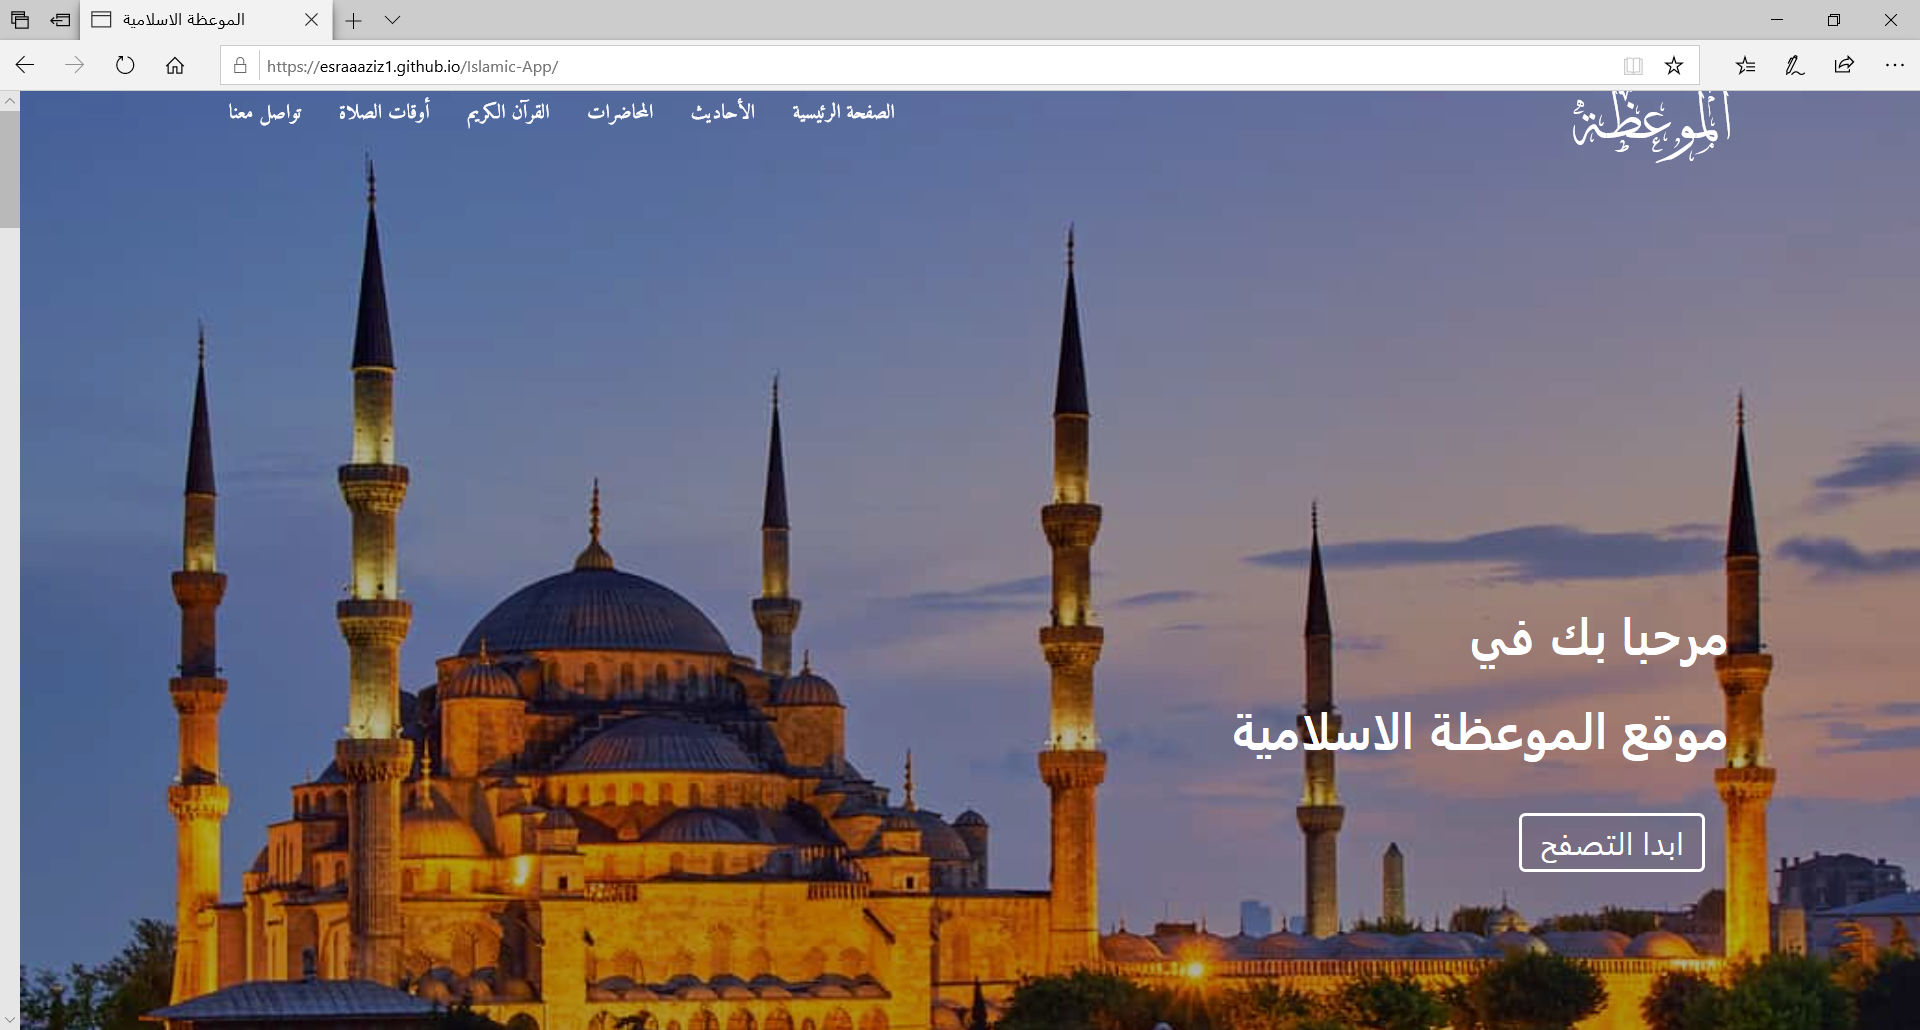 الموعظة الاسلامية
https://esraaaziz1.github.io/Islamic-App/
الموعظة
الصفحة الرئيسية
الأحاديث
المحاضرات
القرآن الكريم
أوقات الصلاة
تواصل معنا
مرحبا بك في
موقع الموعظة الاسلامية
ابدا التصفح